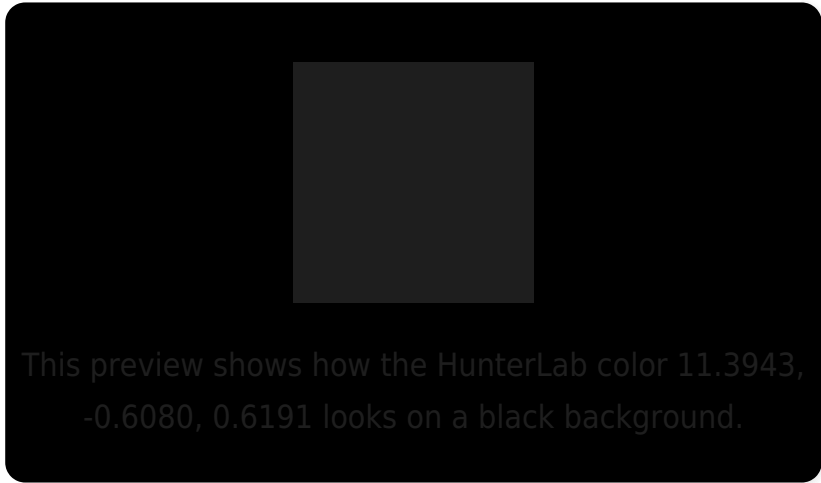 This preview shows how the HunterLab color 11.3943,
-0.6080, 0.6191 looks on a black background.